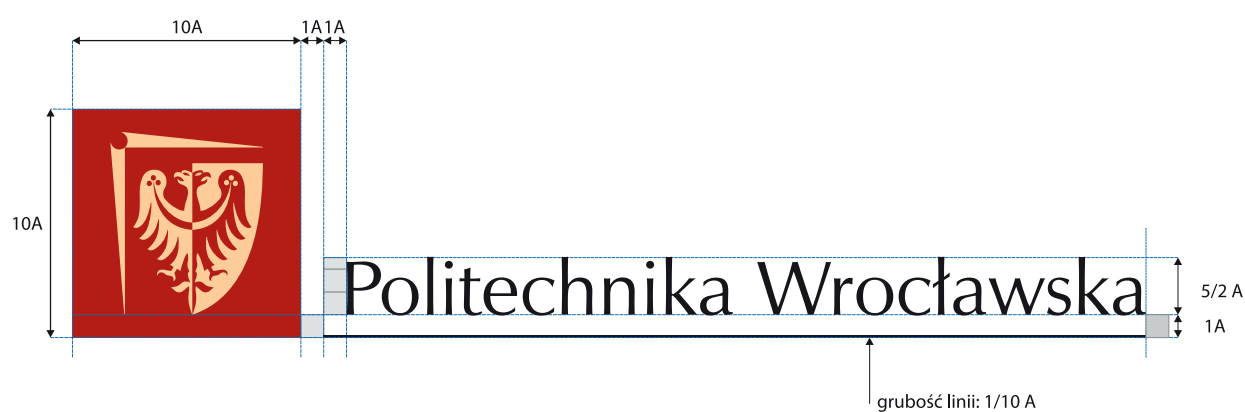 10A
1A
1A
10A
Politechnika Wrocławska
5/2 A
1A
grubość linii: 1/10 A